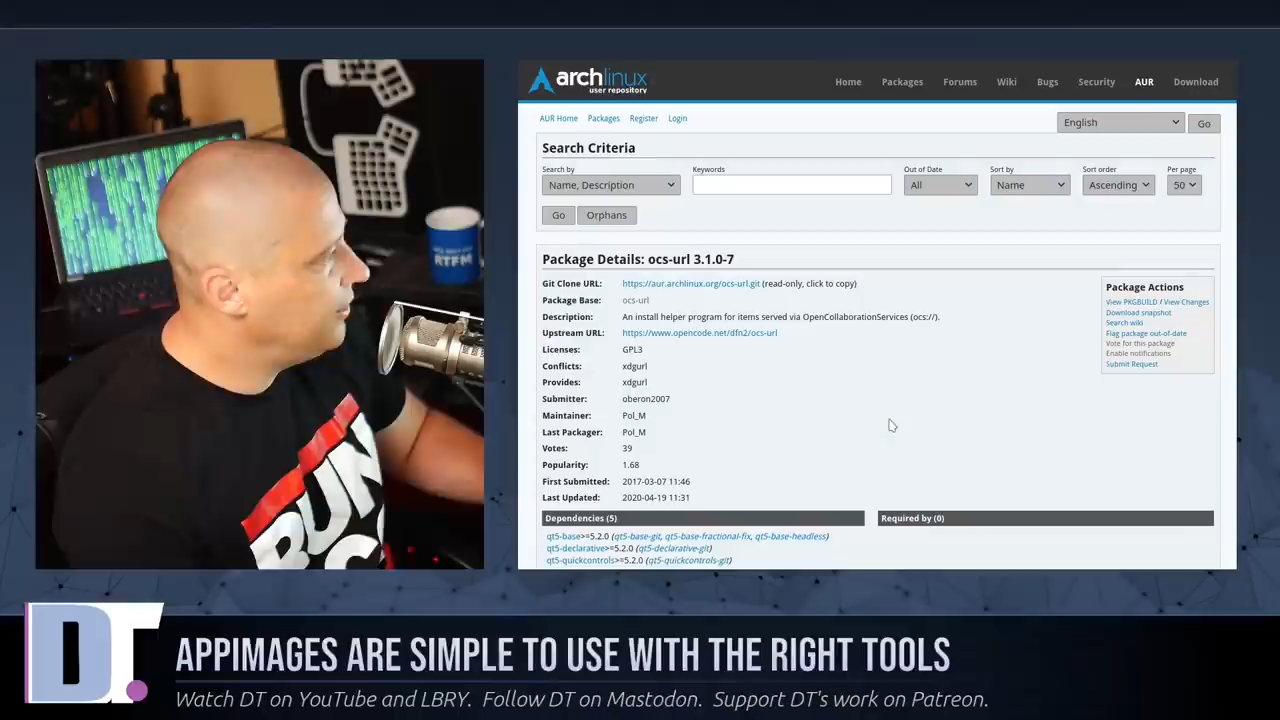 RTFM
RUN
archlinux
user repository
Home Packages Forums Wiki Bugs Security AUR Download
AUR Home Packages Register Login
English Go
Search Criteria
Search by Keywords Out of Date Sort by Sort order Per page
Name, Description All Name Ascending 50
Go Orphans
Package Details: ocs-url 3.1.0-7
Git Clone URL: https://aur.archlinux.org/ocs-url.git (read-only, click to copy)
Package Base: ocs-url
Description: An install helper program for items served via OpenCollaborationServices (ocs://).
Upstream URL: https://www.opencode.net/dfn2/ocs-url
Licenses: GPL3
Conflicts: xdgurl
Provides: xdgurl
Submitter: oberon2007
Maintainer: Pol_M
Last Packager: Pol_M
Votes: 39
Popularity: 1.68
First Submitted: 2017-03-07 11:46
Last Updated: 2020-04-19 11:31
Package Actions
View PKGBUILD / View Changes
Download snapshot
Search wiki
Flag package out-of-date
Vote for this package
Enable notifications
Submit Request
Dependencies (5) Required by (0)
qt5-base>=5.2.0 (qt5-base-git, qt5-base-fractional-fix, qt5-base-headless)
qt5-declarative>=5.2.0 (qt5-declarative-git)
qt5-quickcontrols>=5.2.0 (qt5-quickcontrols-git)
DT.
APPIMAGES ARE SIMPLE TO USE WITH THE RIGHT TOOLS
Watch DT on YouTube and LBRY. Follow DT on Mastodon. Support DT's work on Patreon.